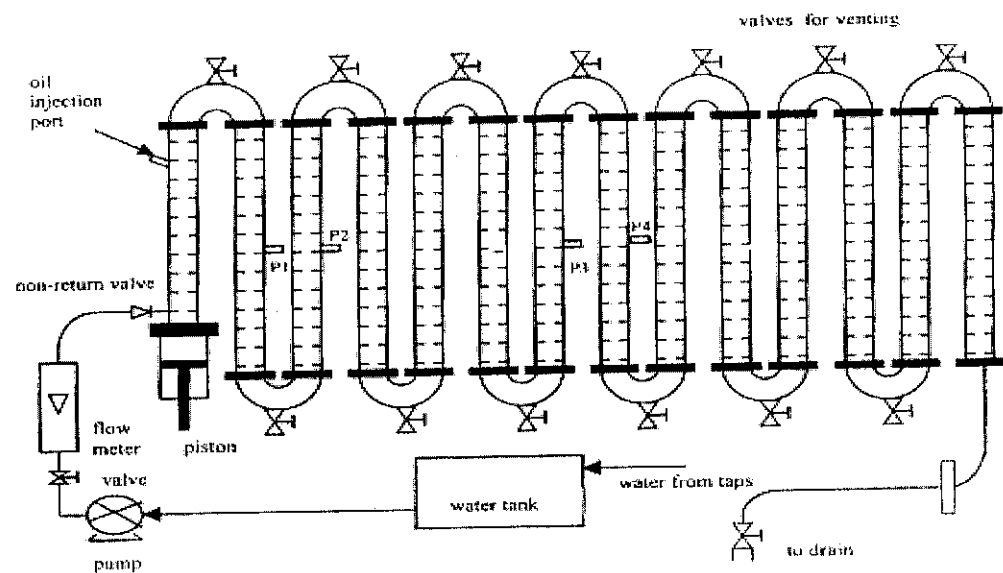 valves for venting
oil
injection
port
P1
P2
P3
P4
non-return valve
flow
meter
piston
valve
water tank
water from taps
pump
to drain